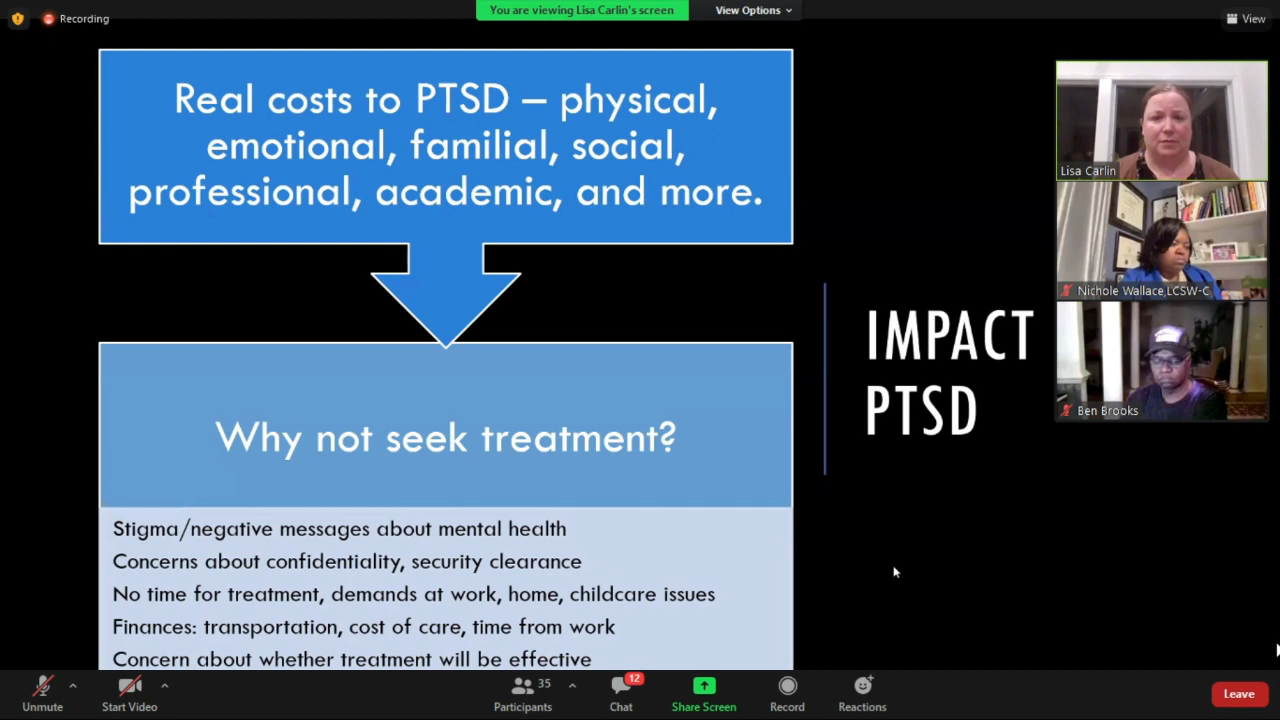 Recording
You are viewing Lisa Carlin's screen
View Options
View
Real costs to PTSD – physical,
emotional, familial, social,
professional, academic, and more.
Why not seek treatment?
Stigma/negative messages about mental health
Concerns about confidentiality, security clearance
No time for treatment, demands at work, home, childcare issues
Finances: transportation, cost of care, time from work
Concern about whether treatment will be effective
IMPACT
PTSD
Lisa Carlin
Nichole Wallace LCSW-C
Ben Brooks
Unmute
Start Video
35
Participants
12
Chat
Share Screen
Record
Reactions
Leave